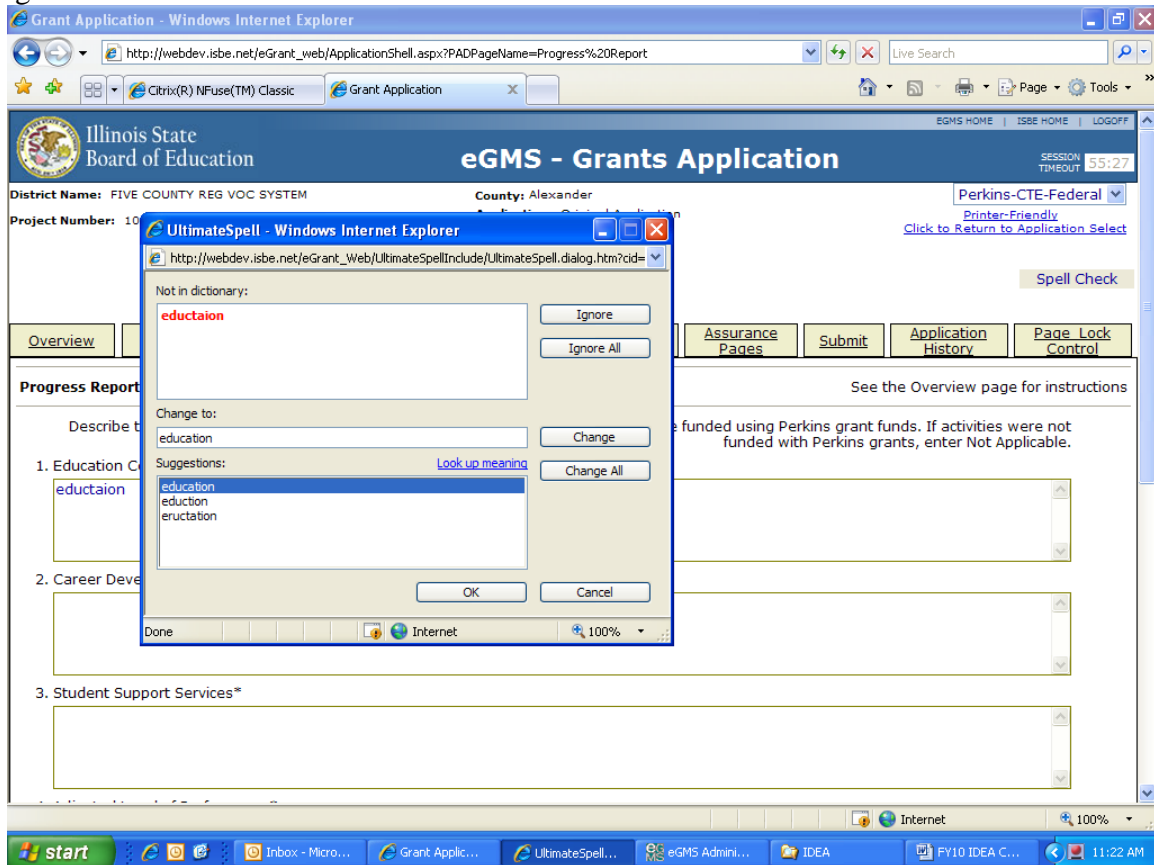 Grant Application - Windows Internet Explorer
http://webdev.isbe.net/eGrant_web/ApplicationShell.aspx?PADPageName=Progress%20Report
Live Search
Citrix(R) NFuse(TM) Classic
Grant Application
Page
Tools
EGMS HOME | ISBE HOME | LOGOFF
Illinois State
Board of Education
eGMS - Grants Application
SESSION
TIMEOUT 55:27
District Name: FIVE COUNTY REG VOC SYSTEM
County: Alexander
Perkins-CTE-Federal
Project Number: 10
Printer-Friendly
Click to Return to Application Select
Spell Check
UltimateSpell - Windows Internet Explorer
http://webdev.isbe.net/eGrant_Web/UltimateSpellInclude/UltimateSpell.dialog.htm?cid=
Not in dictionary:
eductaion
Ignore
Ignore All
Change to:
education
Change
Suggestions:
Look up meaning
Change All
education
eduction
eructation
OK
Cancel
Done
Internet
100%
Overview
Assurance
Pages
Submit
Application
History
Page_Lock
Control
Progress Report
See the Overview page for instructions
Describe t
funded using Perkins grant funds. If activities were not
funded with Perkins grants, enter Not Applicable.
1. Education C
eductaion
2. Career Deve
3. Student Support Services*
Internet
100%
start
Inbox - Micro...
Grant Applic...
UltimateSpell...
eGMS Admini...
IDEA
FY10 IDEA C...
11:22 AM